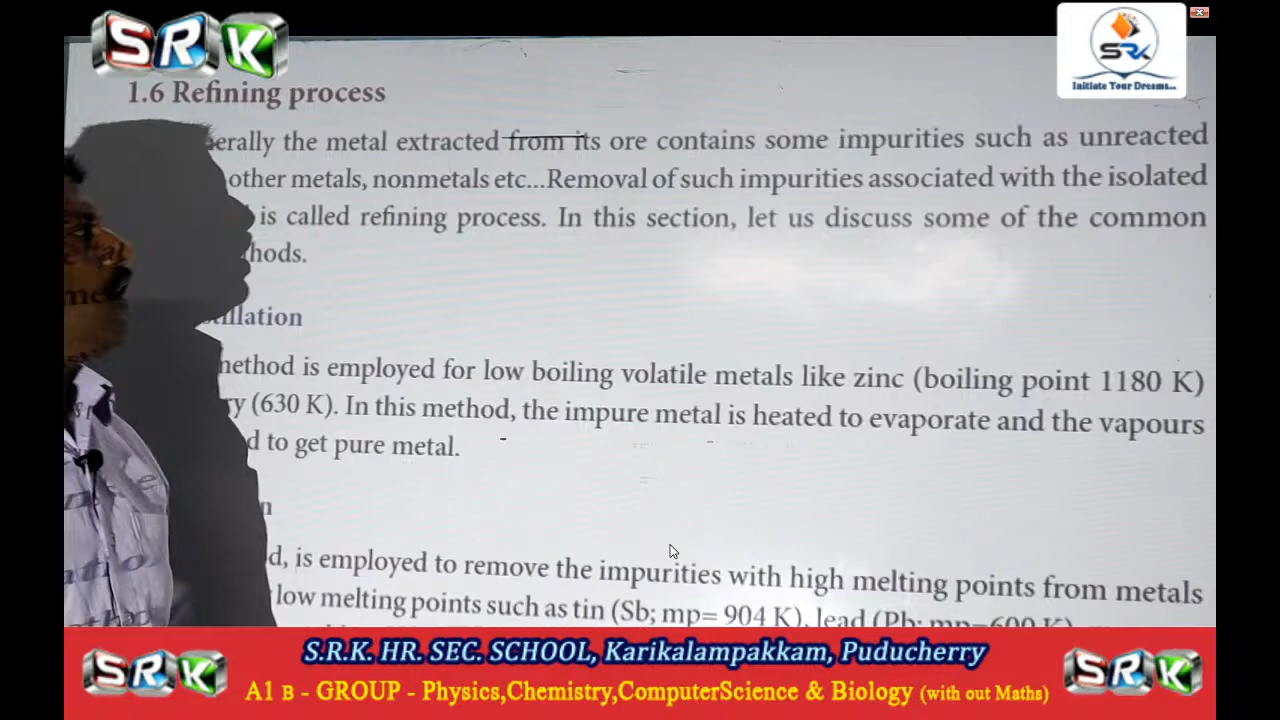 SRK
SRK
Initiate Your Dreams...
1.6 Refining process
erally the metal extracted from its ore contains some impurities such as unreacted
other metals, nonmetals etc...Removal of such impurities associated with the isolated
is called refining process. In this section, let us discuss some of the common
hods.
illation
method is employed for low boiling volatile metals like zinc (boiling point 1180 K)
ry (630 K). In this method, the impure metal is heated to evaporate and the vapours
d to get pure metal.
n
d, is employed to remove the impurities with high melting points from metals
low melting points such as tin (Sb; mp= 904 K), lead (Pb; mp=600 K),
SRK
S.R.K. HR. SEC. SCHOOL, Karikalampakkam, Puducherry
A1 B - GROUP - Physics,Chemistry,ComputerScience & Biology (with out Maths)
SRK